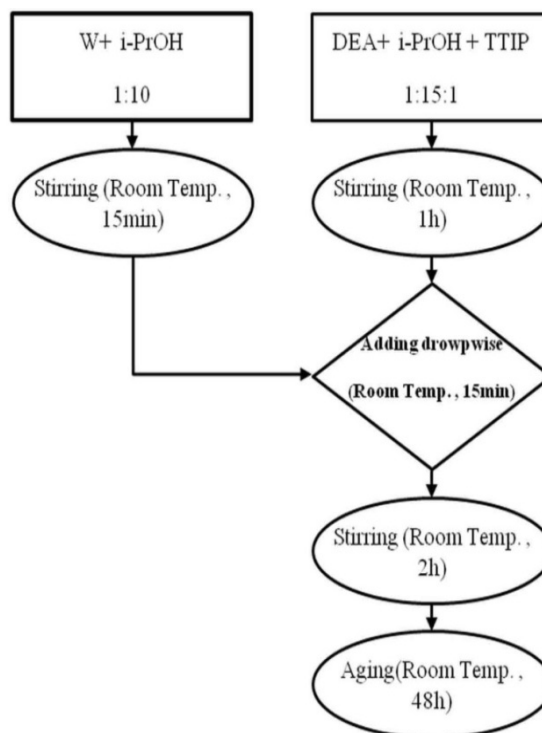 W+ i-PrOH
1:10
DEA+ i-PrOH + TTIP
1:15:1
Stirring (Room Temp. ,
15min)
Stirring (Room Temp. ,
1h)
Adding drowpwise
(Room Temp. , 15min)
Stirring (Room Temp. ,
2h)
Aging(Room Temp. ,
48h)